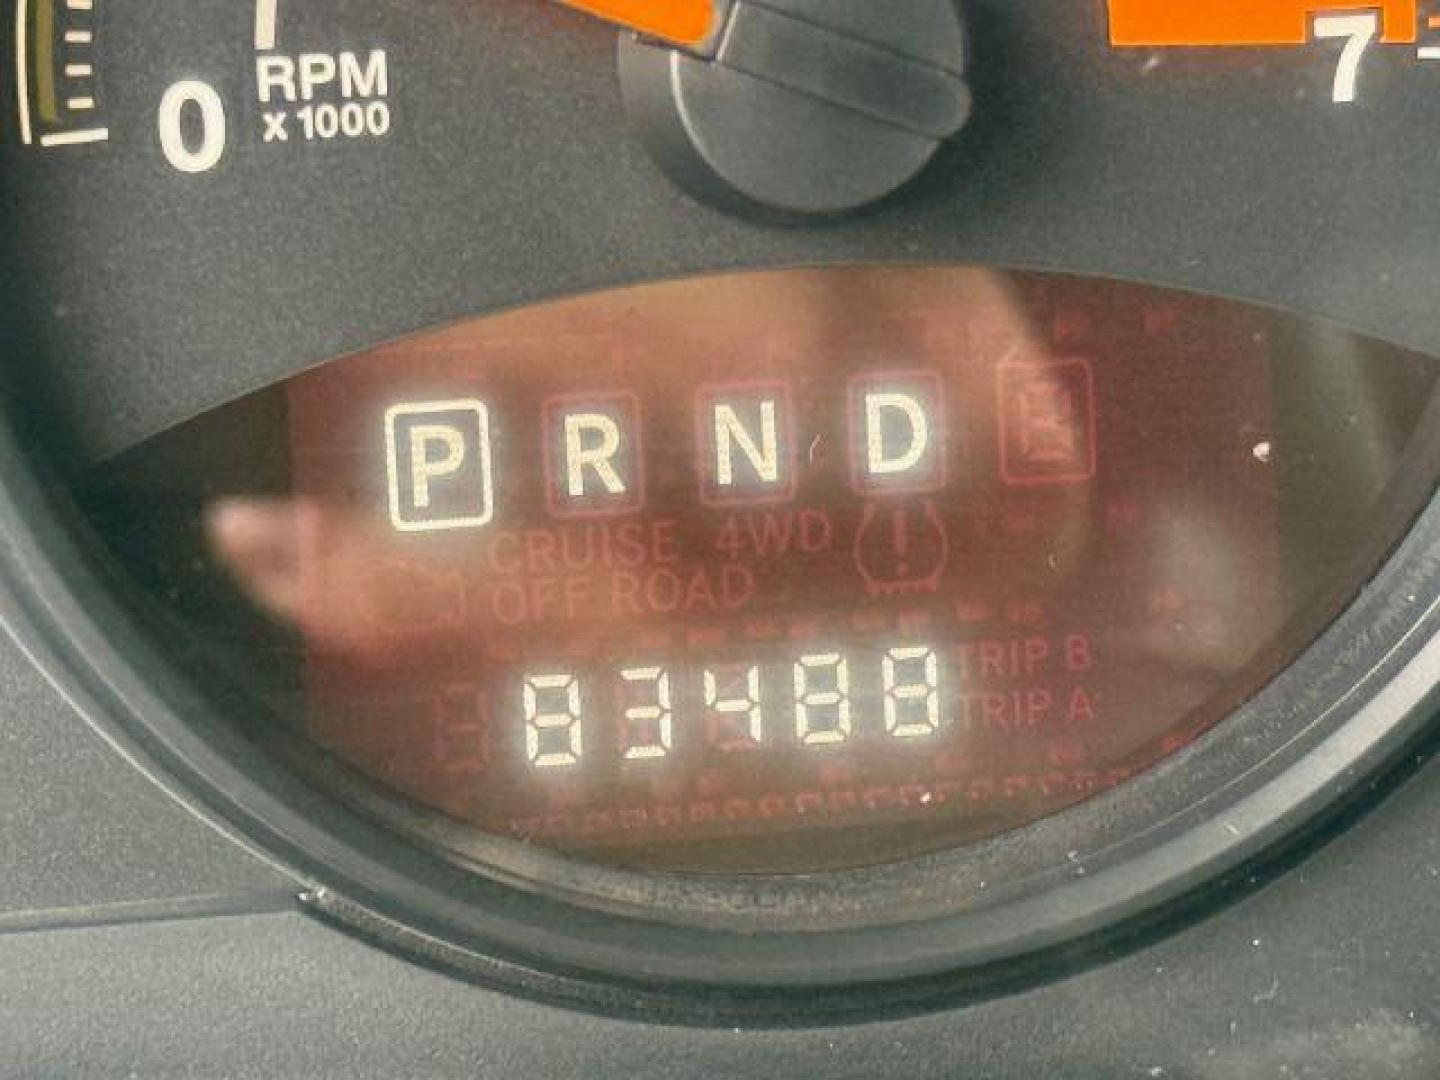 0 RPM 7
x 1000
P R N D
CRUISE 4WD
OFF ROAD
83488
TRIP B
TRIP A